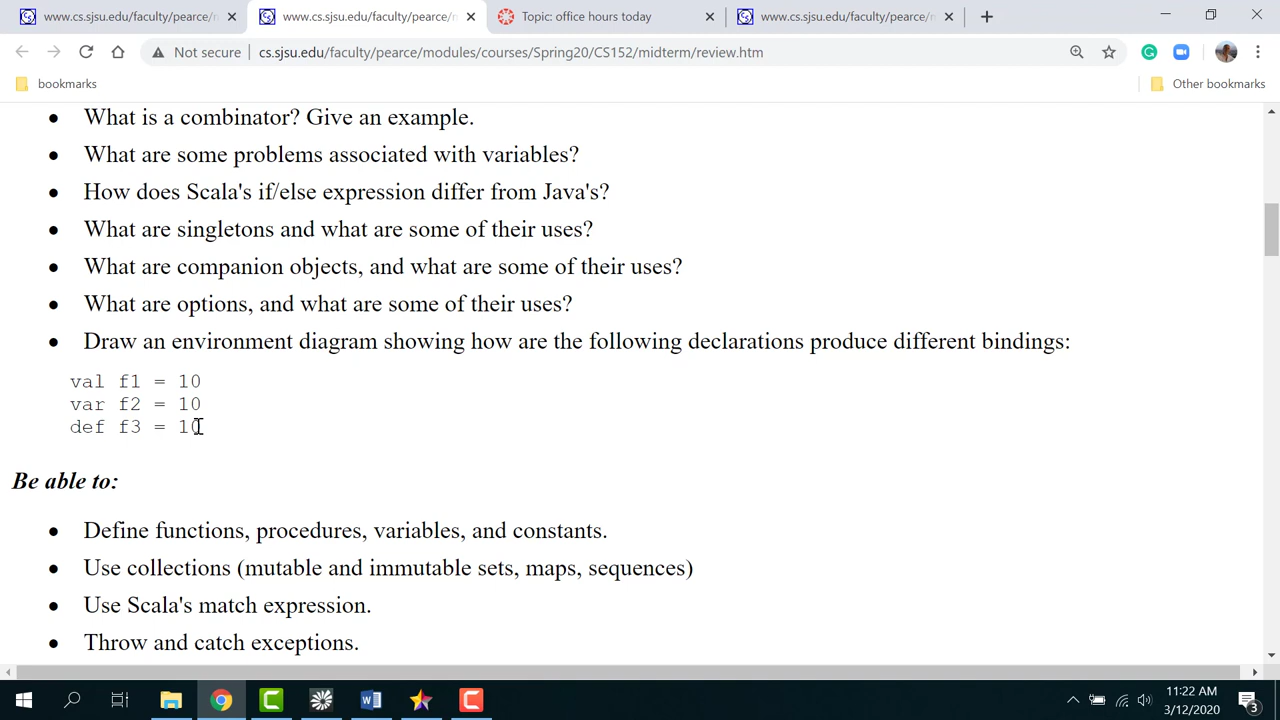 www.cs.sjsu.edu/faculty/pearce/
www.cs.sjsu.edu/faculty/pearce/
Topic: office hours today
www.cs.sjsu.edu/faculty/pearce/m
Not secure
cs.sjsu.edu/faculty/pearce/modules/courses/Spring20/CS152/midterm/review.htm
bookmarks
Other bookmarks
• What is a combinator? Give an example.
• What are some problems associated with variables?
• How does Scala's if/else expression differ from Java's?
• What are singletons and what are some of their uses?
• What are companion objects, and what are some of their uses?
• What are options, and what are some of their uses?
• Draw an environment diagram showing how are the following declarations produce different bindings:
val f1 = 10
var f2 = 10
def f3 = 10
Be able to:
• Define functions, procedures, variables, and constants.
• Use collections (mutable and immutable sets, maps, sequences)
• Use Scala's match expression.
• Throw and catch exceptions.
11:22 AM
3/12/2020
3